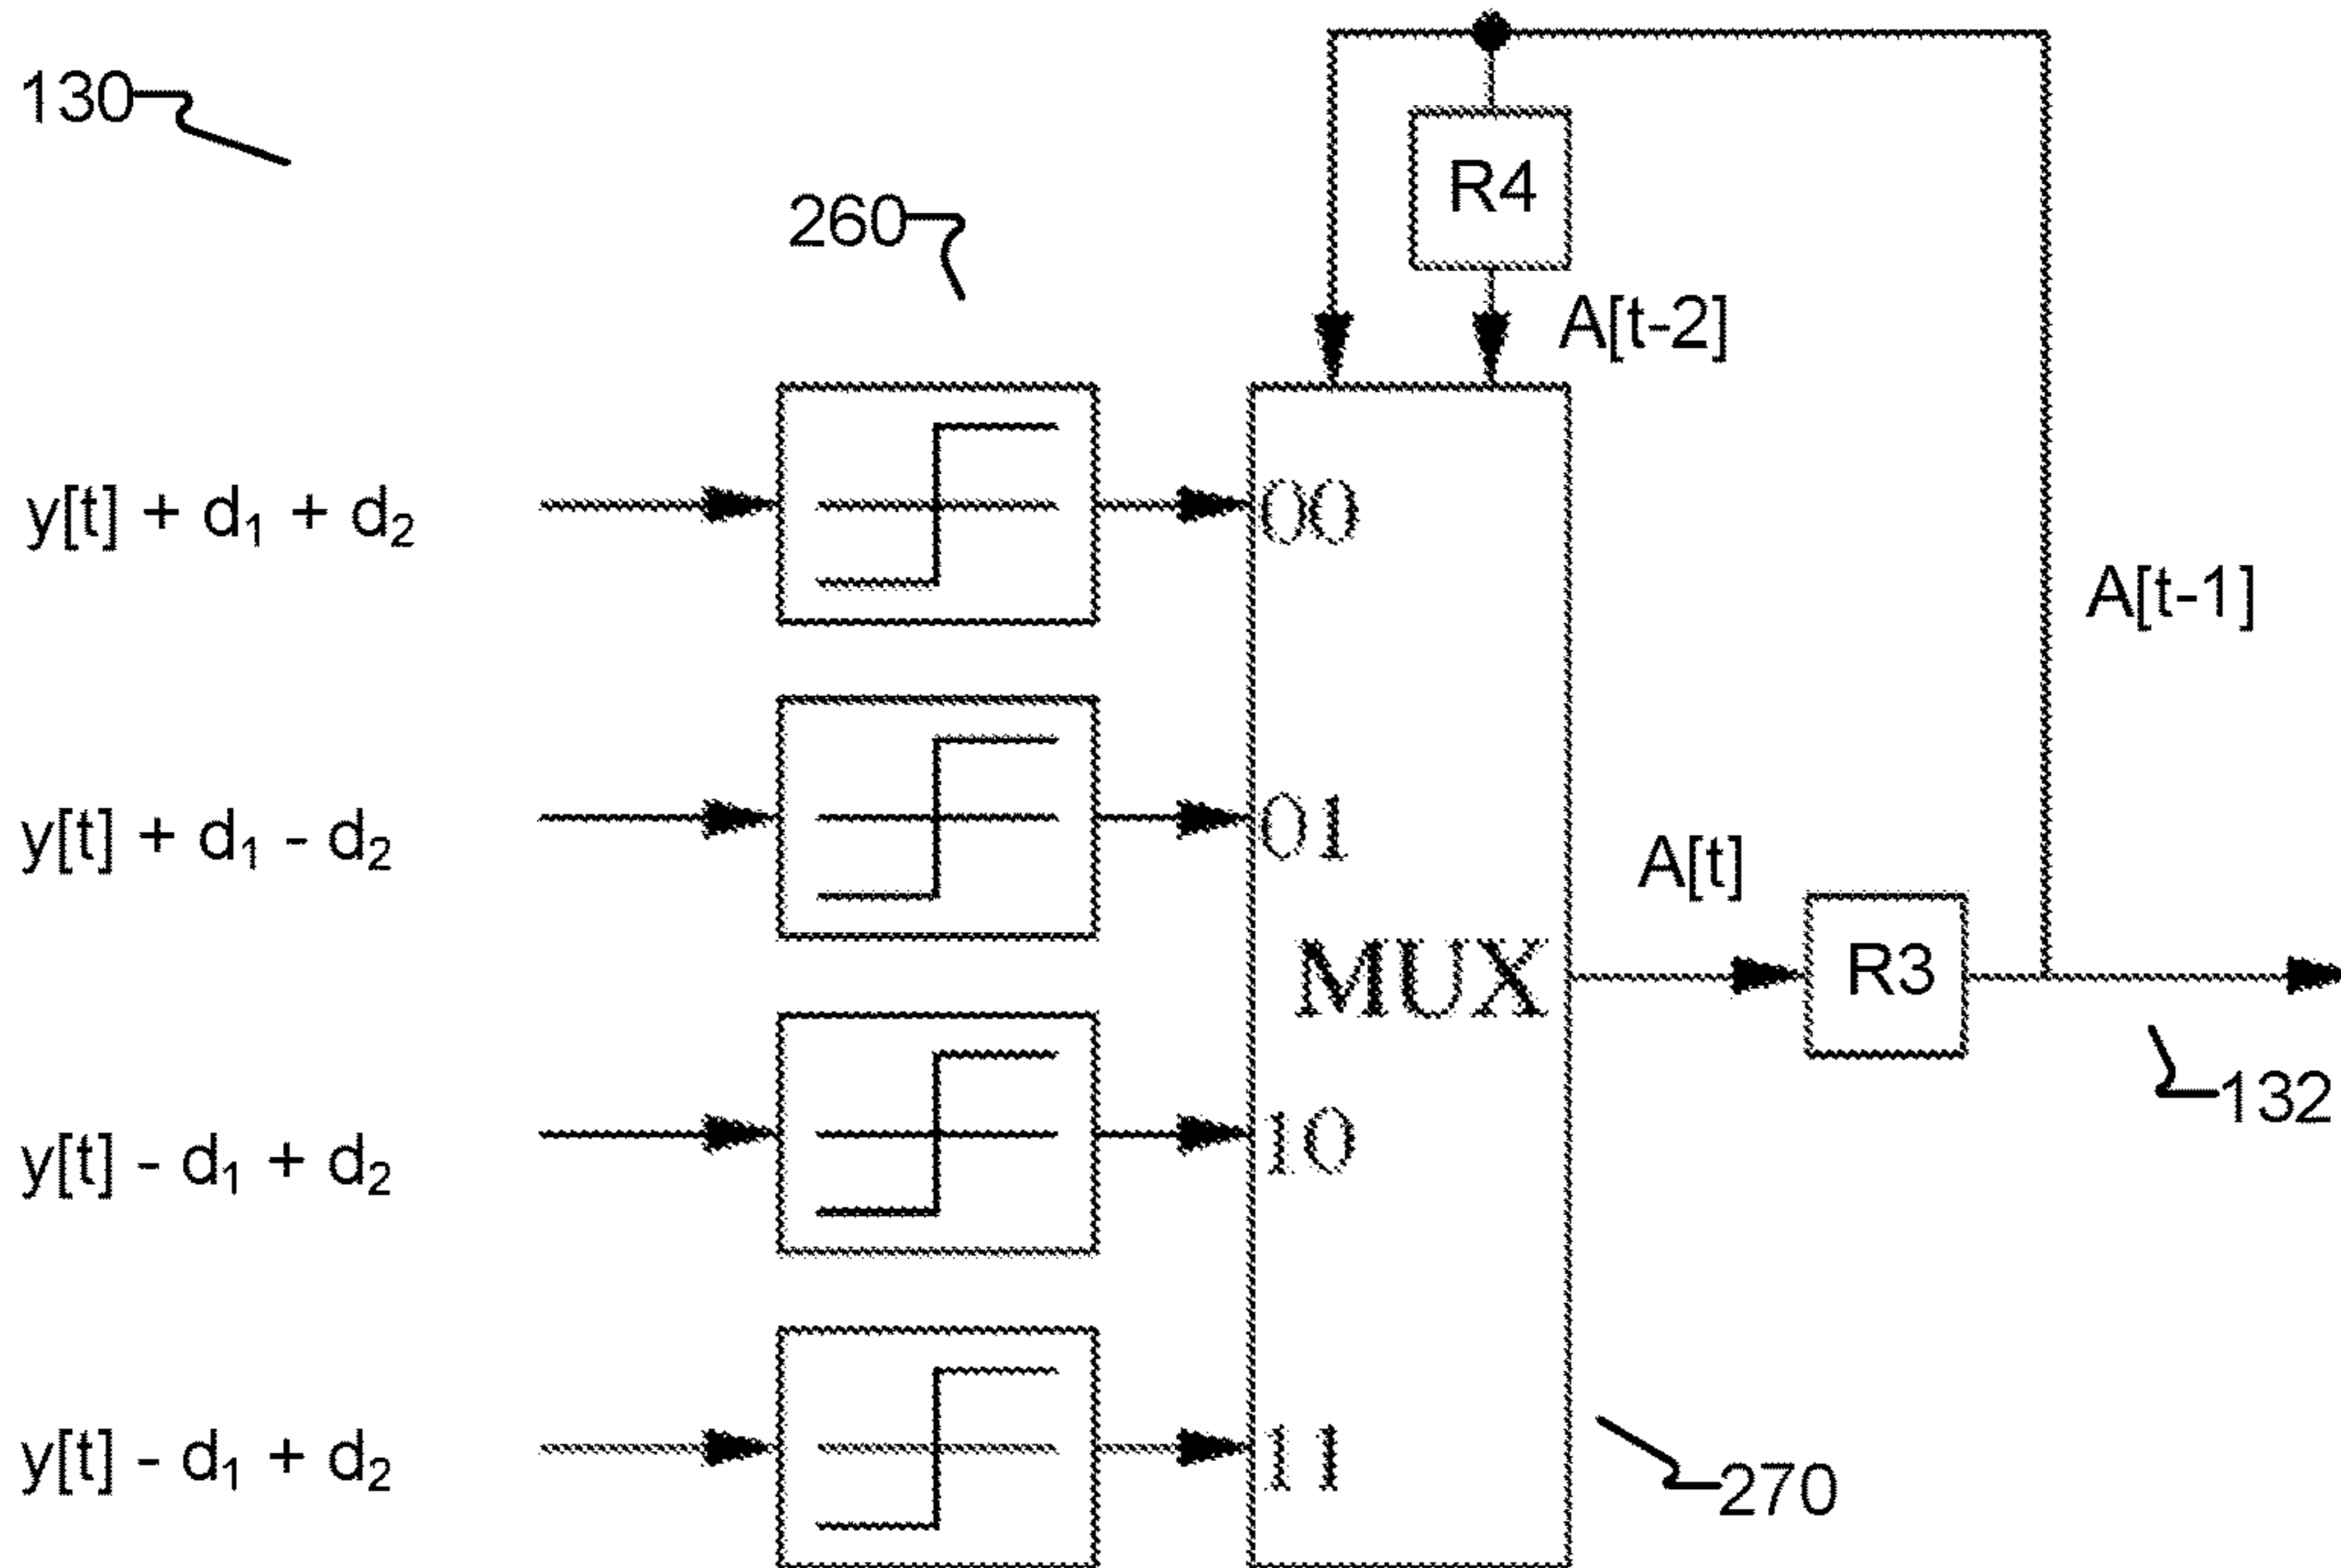 130
R4
260
A[t-2]
y[t] + d₁ + d₂
00
A[t-1]
y[t] + d₁ - d₂
01
A[t]
MUX
R3
132
y[t] - d₁ + d₂
10
y[t] - d₁ + d₂
11
270